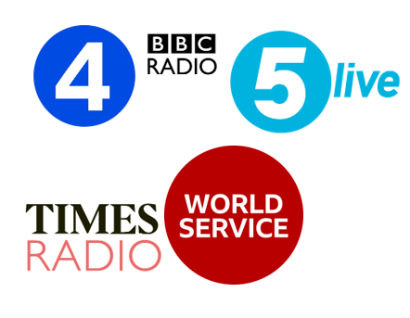 4
BBC
RADIO
5 live
TIMES
RADIO
WORLD
SERVICE